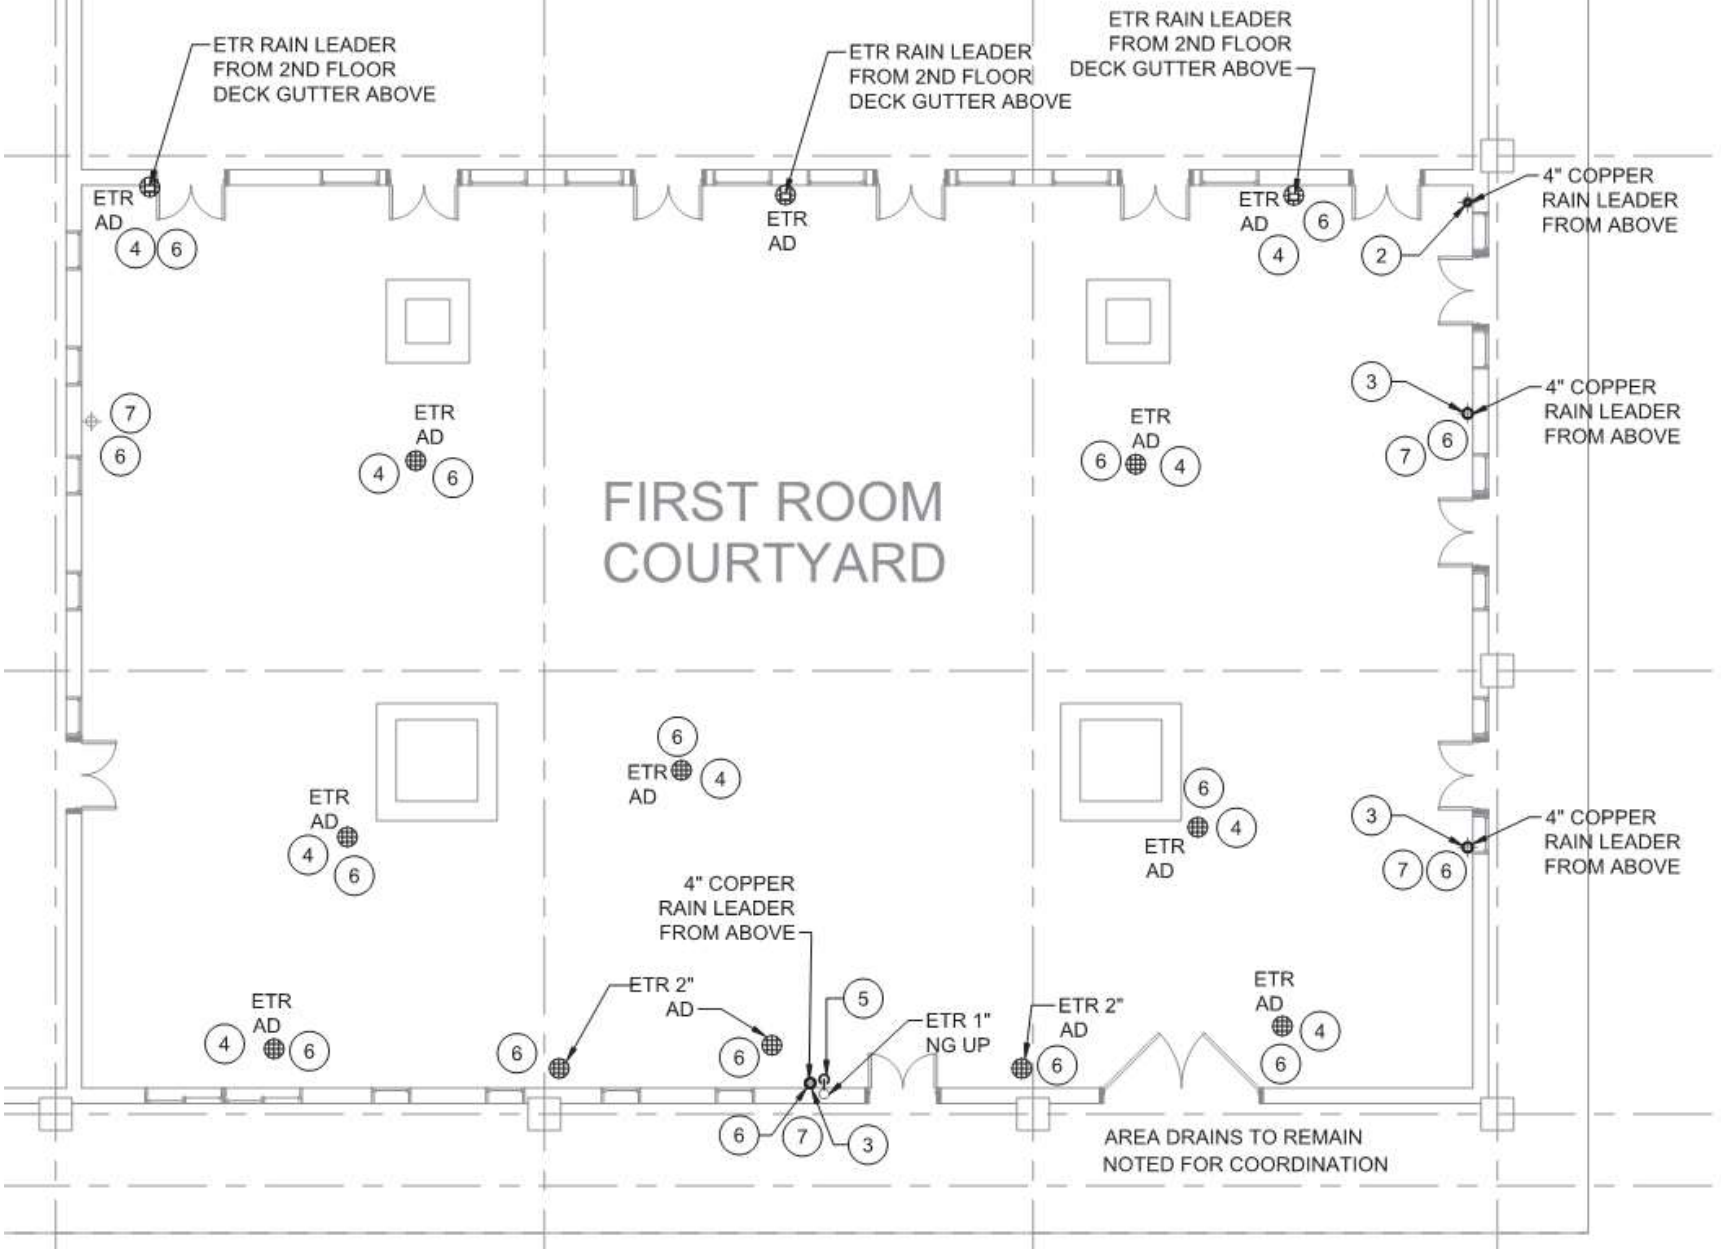 ETR RAIN LEADER
FROM 2ND FLOOR
DECK GUTTER ABOVE
ETR RAIN LEADER
FROM 2ND FLOOR
DECK GUTTER ABOVE
ETR RAIN LEADER
FROM 2ND FLOOR
DECK GUTTER ABOVE
ETR
AD
4 6
ETR
AD
ETR
AD
6
4
2
4" COPPER
RAIN LEADER
FROM ABOVE
7
6
ETR
AD
4 6
ETR
AD
6 4
3
7 6
4" COPPER
RAIN LEADER
FROM ABOVE
FIRST ROOM
COURTYARD
ETR
AD
4
6
6
ETR
AD
4
6
4
ETR
AD
3
7 6
4" COPPER
RAIN LEADER
FROM ABOVE
4" COPPER
RAIN LEADER
FROM ABOVE
ETR
AD
4 6
6
ETR 2"
AD
6
5
ETR 1"
NG UP
ETR 2"
AD
6
ETR
AD
4
6
6 7 3
AREA DRAINS TO REMAIN
NOTED FOR COORDINATION